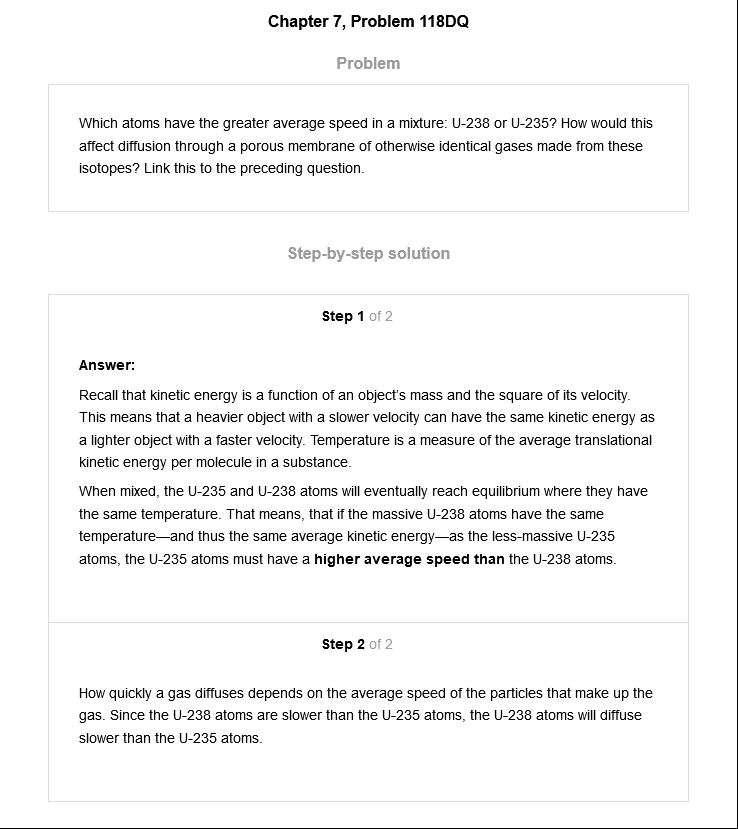 Chapter 7, Problem 118DQ
Problem
Which atoms have the greater average speed in a mixture: U-238 or U-235? How would this
affect diffusion through a porous membrane of otherwise identical gases made from these
isotopes? Link this to the preceding question.
Step-by-step solution
Step 1 of 2
Answer:
Recall that kinetic energy is a function of an object's mass and the square of its velocity.
This means that a heavier object with a slower velocity can have the same kinetic energy as
a lighter object with a faster velocity. Temperature is a measure of the average translational
kinetic energy per molecule in a substance.
When mixed, the U-235 and U-238 atoms will eventually reach equilibrium where they have
the same temperature. That means, that if the massive U-238 atoms have the same
temperature—and thus the same average kinetic energy—as the less-massive U-235
atoms, the U-235 atoms must have a higher average speed than the U-238 atoms.
Step 2 of 2
How quickly a gas diffuses depends on the average speed of the particles that make up the
gas. Since the U-238 atoms are slower than the U-235 atoms, the U-238 atoms will diffuse
slower than the U-235 atoms.